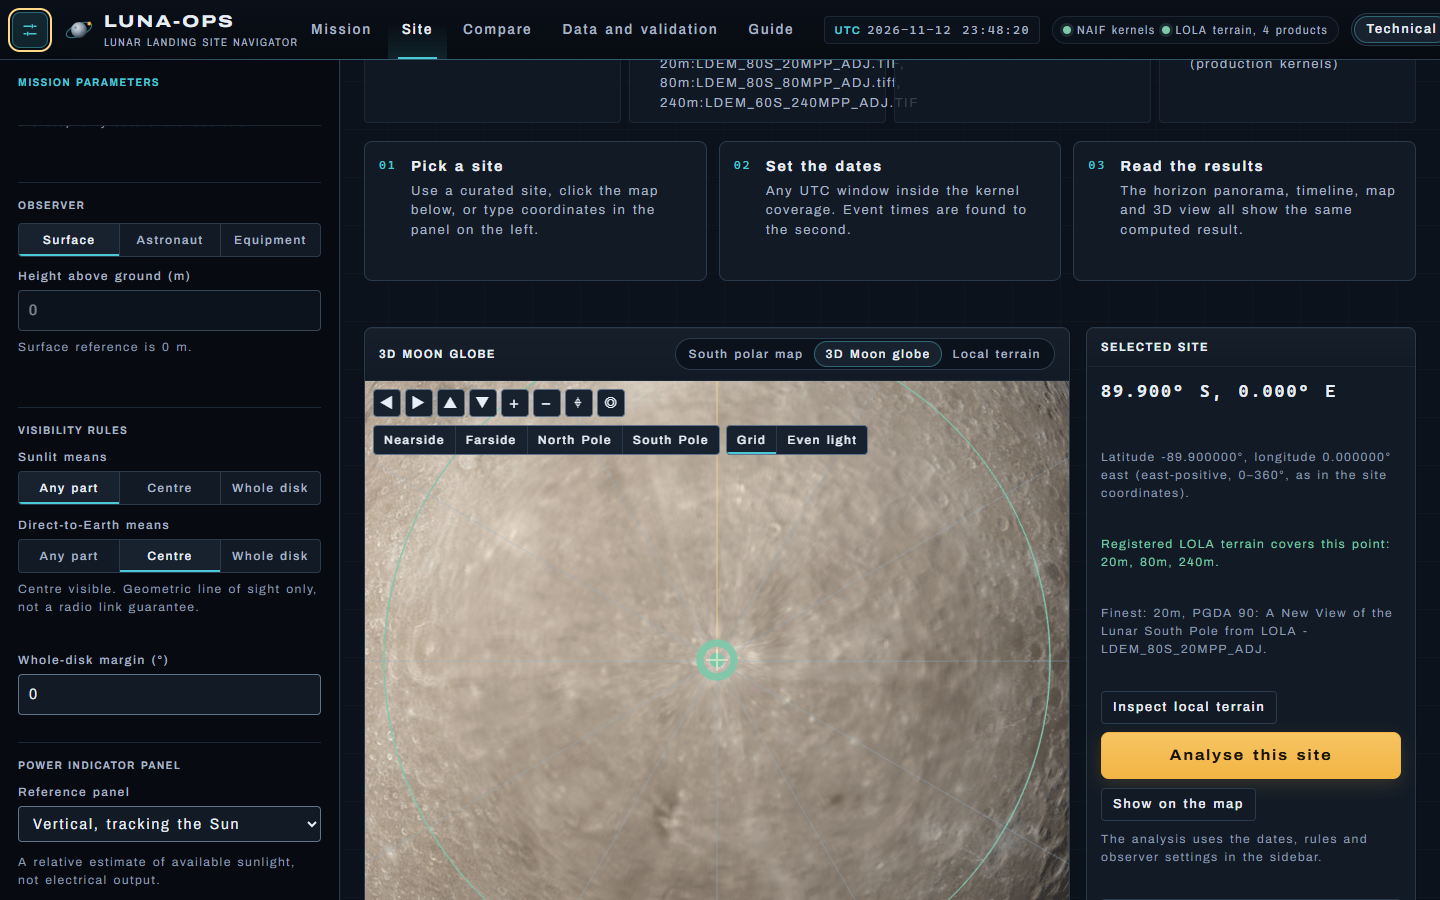 LUNA-OPS
LUNAR LANDING SITE NAVIGATOR
Mission
Site
Compare
Data and validation
Guide
UTC 2026-11-12 23:48:20
NAIF kernels
LOLA terrain, 4 products
Technical
MISSION PARAMETERS
OBSERVER
Surface
Astronaut
Equipment
Height above ground (m)
0
Surface reference is 0 m.
VISIBILITY RULES
Sunlit means
Any part
Centre
Whole disk
Direct-to-Earth means
Any part
Centre
Whole disk
Centre visible. Geometric line of sight only,
not a radio link guarantee.
Whole-disk margin (°)
0
POWER INDICATOR PANEL
Reference panel
Vertical, tracking the Sun
A relative estimate of available sunlight,
not electrical output.
20m:LDEM_80S_20MPP_ADJ.TIF,
80m:LDEM_80S_80MPP_ADJ.tiff,
240m:LDEM_60S_240MPP_ADJ.TIF
(production kernels)
01 Pick a site
Use a curated site, click the map
below, or type coordinates in the
panel on the left.
02 Set the dates
Any UTC window inside the kernel
coverage. Event times are found to
the second.
03 Read the results
The horizon panorama, timeline, map
and 3D view all show the same
computed result.
3D MOON GLOBE
South polar map
3D Moon globe
Local terrain
Nearside
Farside
North Pole
South Pole
Grid
Even light
SELECTED SITE
89.900° S, 0.000° E
Latitude -89.900000°, longitude 0.000000°
east (east-positive, 0–360°, as in the site
coordinates).
Registered LOLA terrain covers this point:
20m, 80m, 240m.
Finest: 20m, PGDA 90: A New View of the
Lunar South Pole from LOLA -
LDEM_80S_20MPP_ADJ.
Inspect local terrain
Analyse this site
Show on the map
The analysis uses the dates, rules and
observer settings in the sidebar.